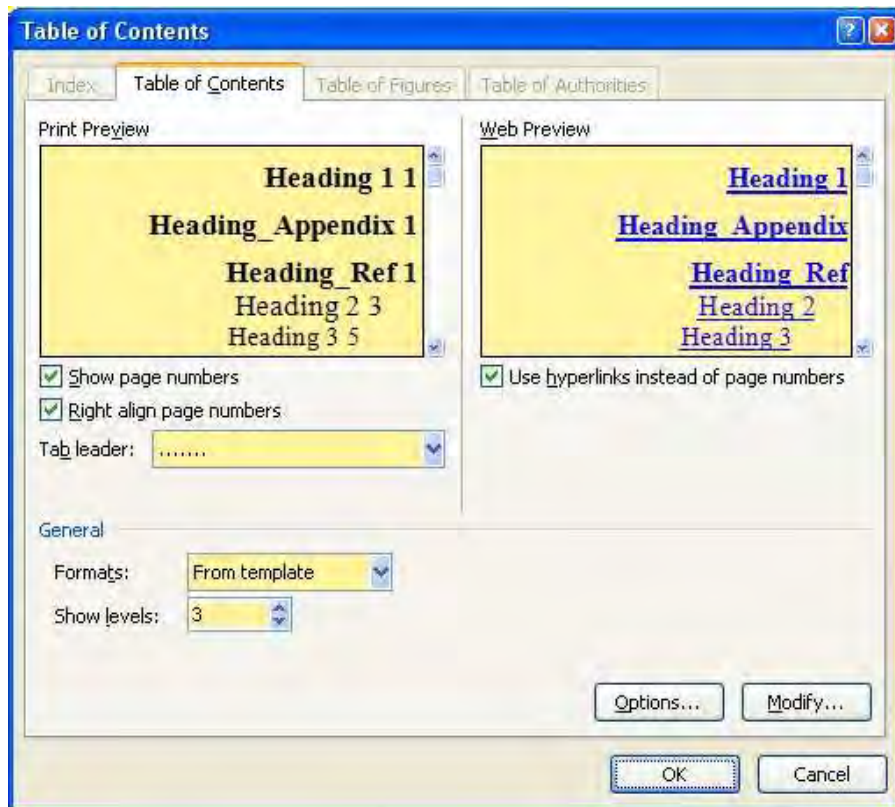 Table of Contents
Index Table of Contents Table of Figures Table of Authorities
Print Preview
Heading 1 1
Heading_Appendix 1
Heading_Ref 1
Heading 2 3
Heading 3 5
Show page numbers
Right align page numbers
Tab leader: .......
Web Preview
Heading 1
Heading_Appendix
Heading_Ref
Heading 2
Heading 3
Use hyperlinks instead of page numbers
General
Formats: From template
Show levels: 3
Options... Modify...
OK Cancel